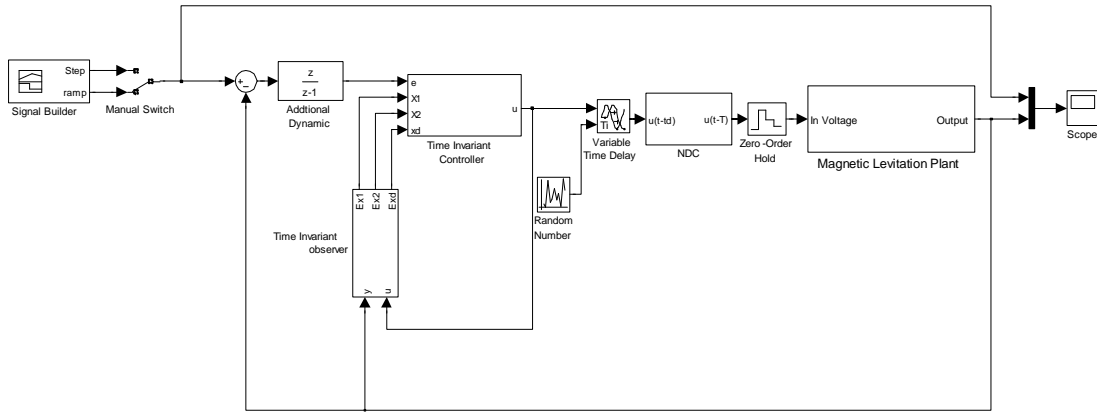 Step
ramp
Signal Builder
Manual Switch
+
−
z
z-1
Addtional
Dynamic
e
X1
X2
xd
u
Time Invariant
Controller
Ex1
Ex2
Exd
y
u
Time Invariant
observer
Ti
Variable
Time Delay
Random
Number
u(t-td)
u(t-T)
NDC
Zero -Order
Hold
In Voltage
Output
Magnetic Levitation Plant
Scope